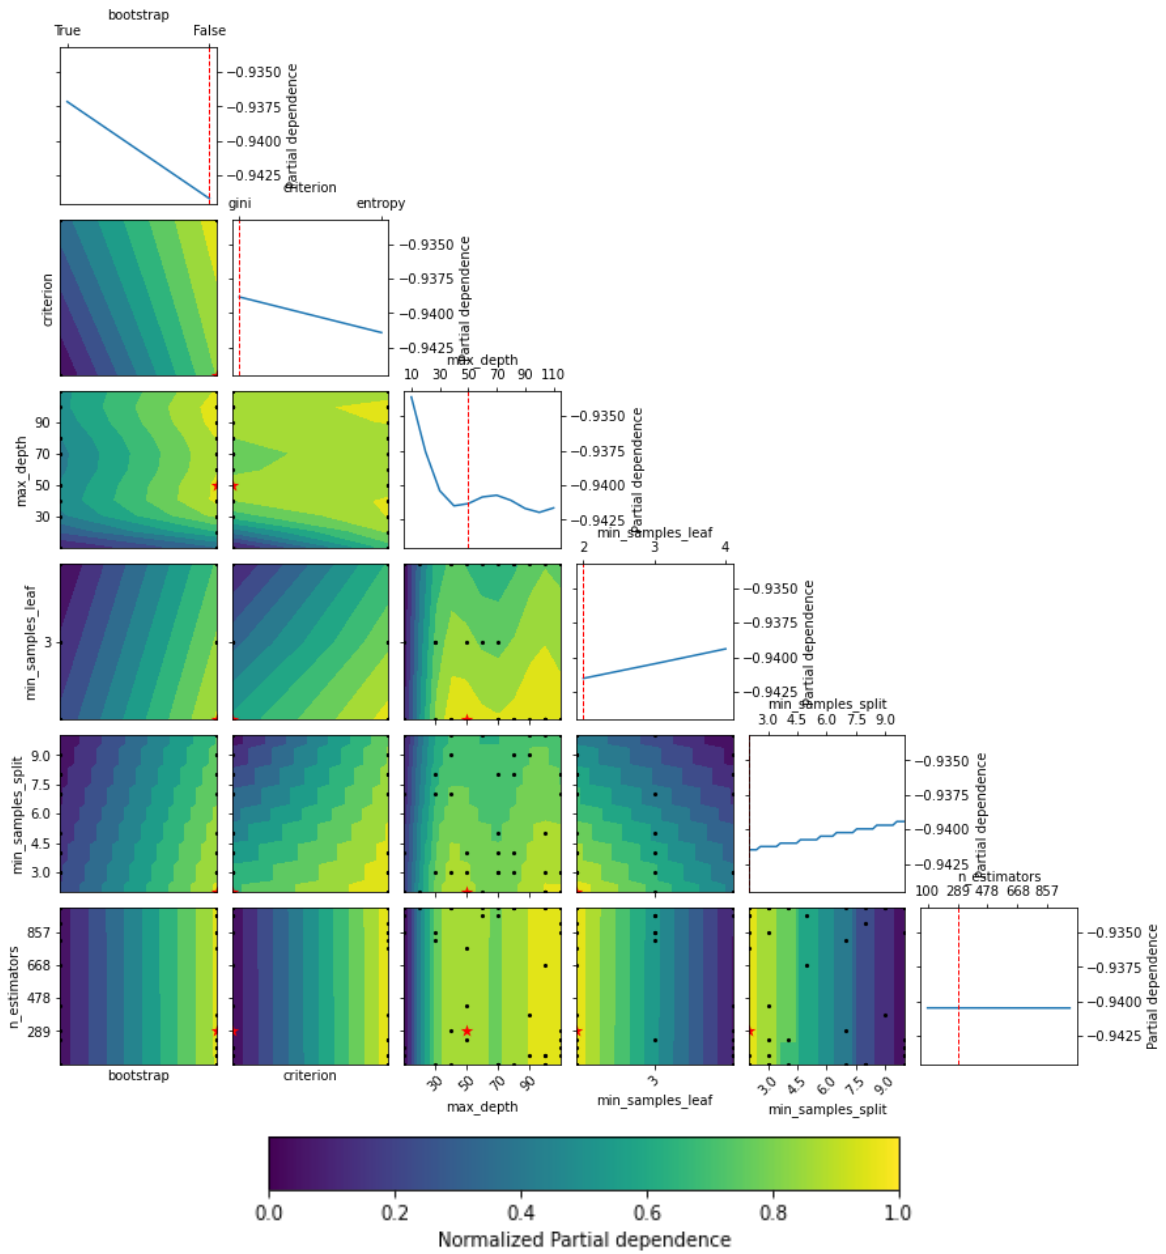 bootstrap
True False
−0.9350
−0.9375
−0.9400
−0.9425
Partial dependence
criterion
gini entropy
criterion
−0.9350
−0.9375
−0.9400
−0.9425
Partial dependence
max_depth
10 30 50 70 90 110
max_depth
90
70
50
30
−0.9350
−0.9375
−0.9400
−0.9425
Partial dependence
min_samples_leaf
2 3 4
min_samples_leaf
3
−0.9350
−0.9375
−0.9400
−0.9425
Partial dependence
min_samples_split
3.0 4.5 6.0 7.5 9.0
min_samples_split
9.0
7.5
6.0
4.5
3.0
−0.9350
−0.9375
−0.9400
−0.9425
Partial dependence
n_estimators
100 289 478 668 857
n_estimators
857
668
478
289
−0.9350
−0.9375
−0.9400
−0.9425
Partial dependence
bootstrap
criterion
30 50 70 90
max_depth
3
min_samples_leaf
3.0 4.5 6.0 7.5 9.0
min_samples_split
0.0 0.2 0.4 0.6 0.8 1.0
Normalized Partial dependence